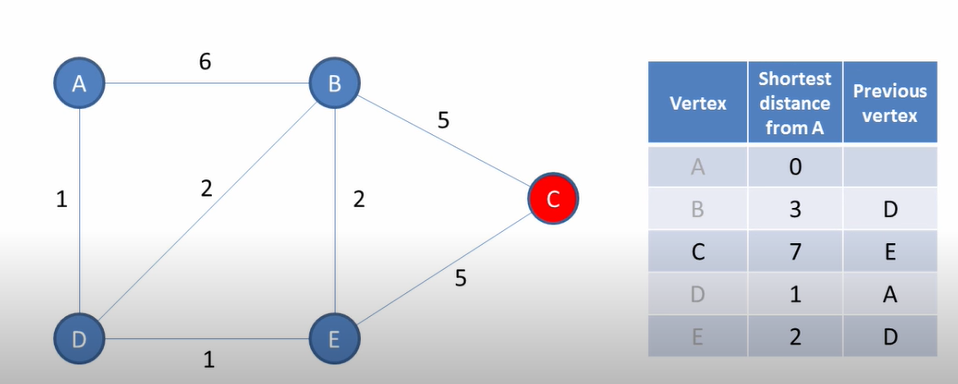 6
A
B
5
1
2
2
C
5
D
E
1
Vertex Shortest distance from A Previous vertex
A 0
B 3 D
C 7 E
D 1 A
E 2 D